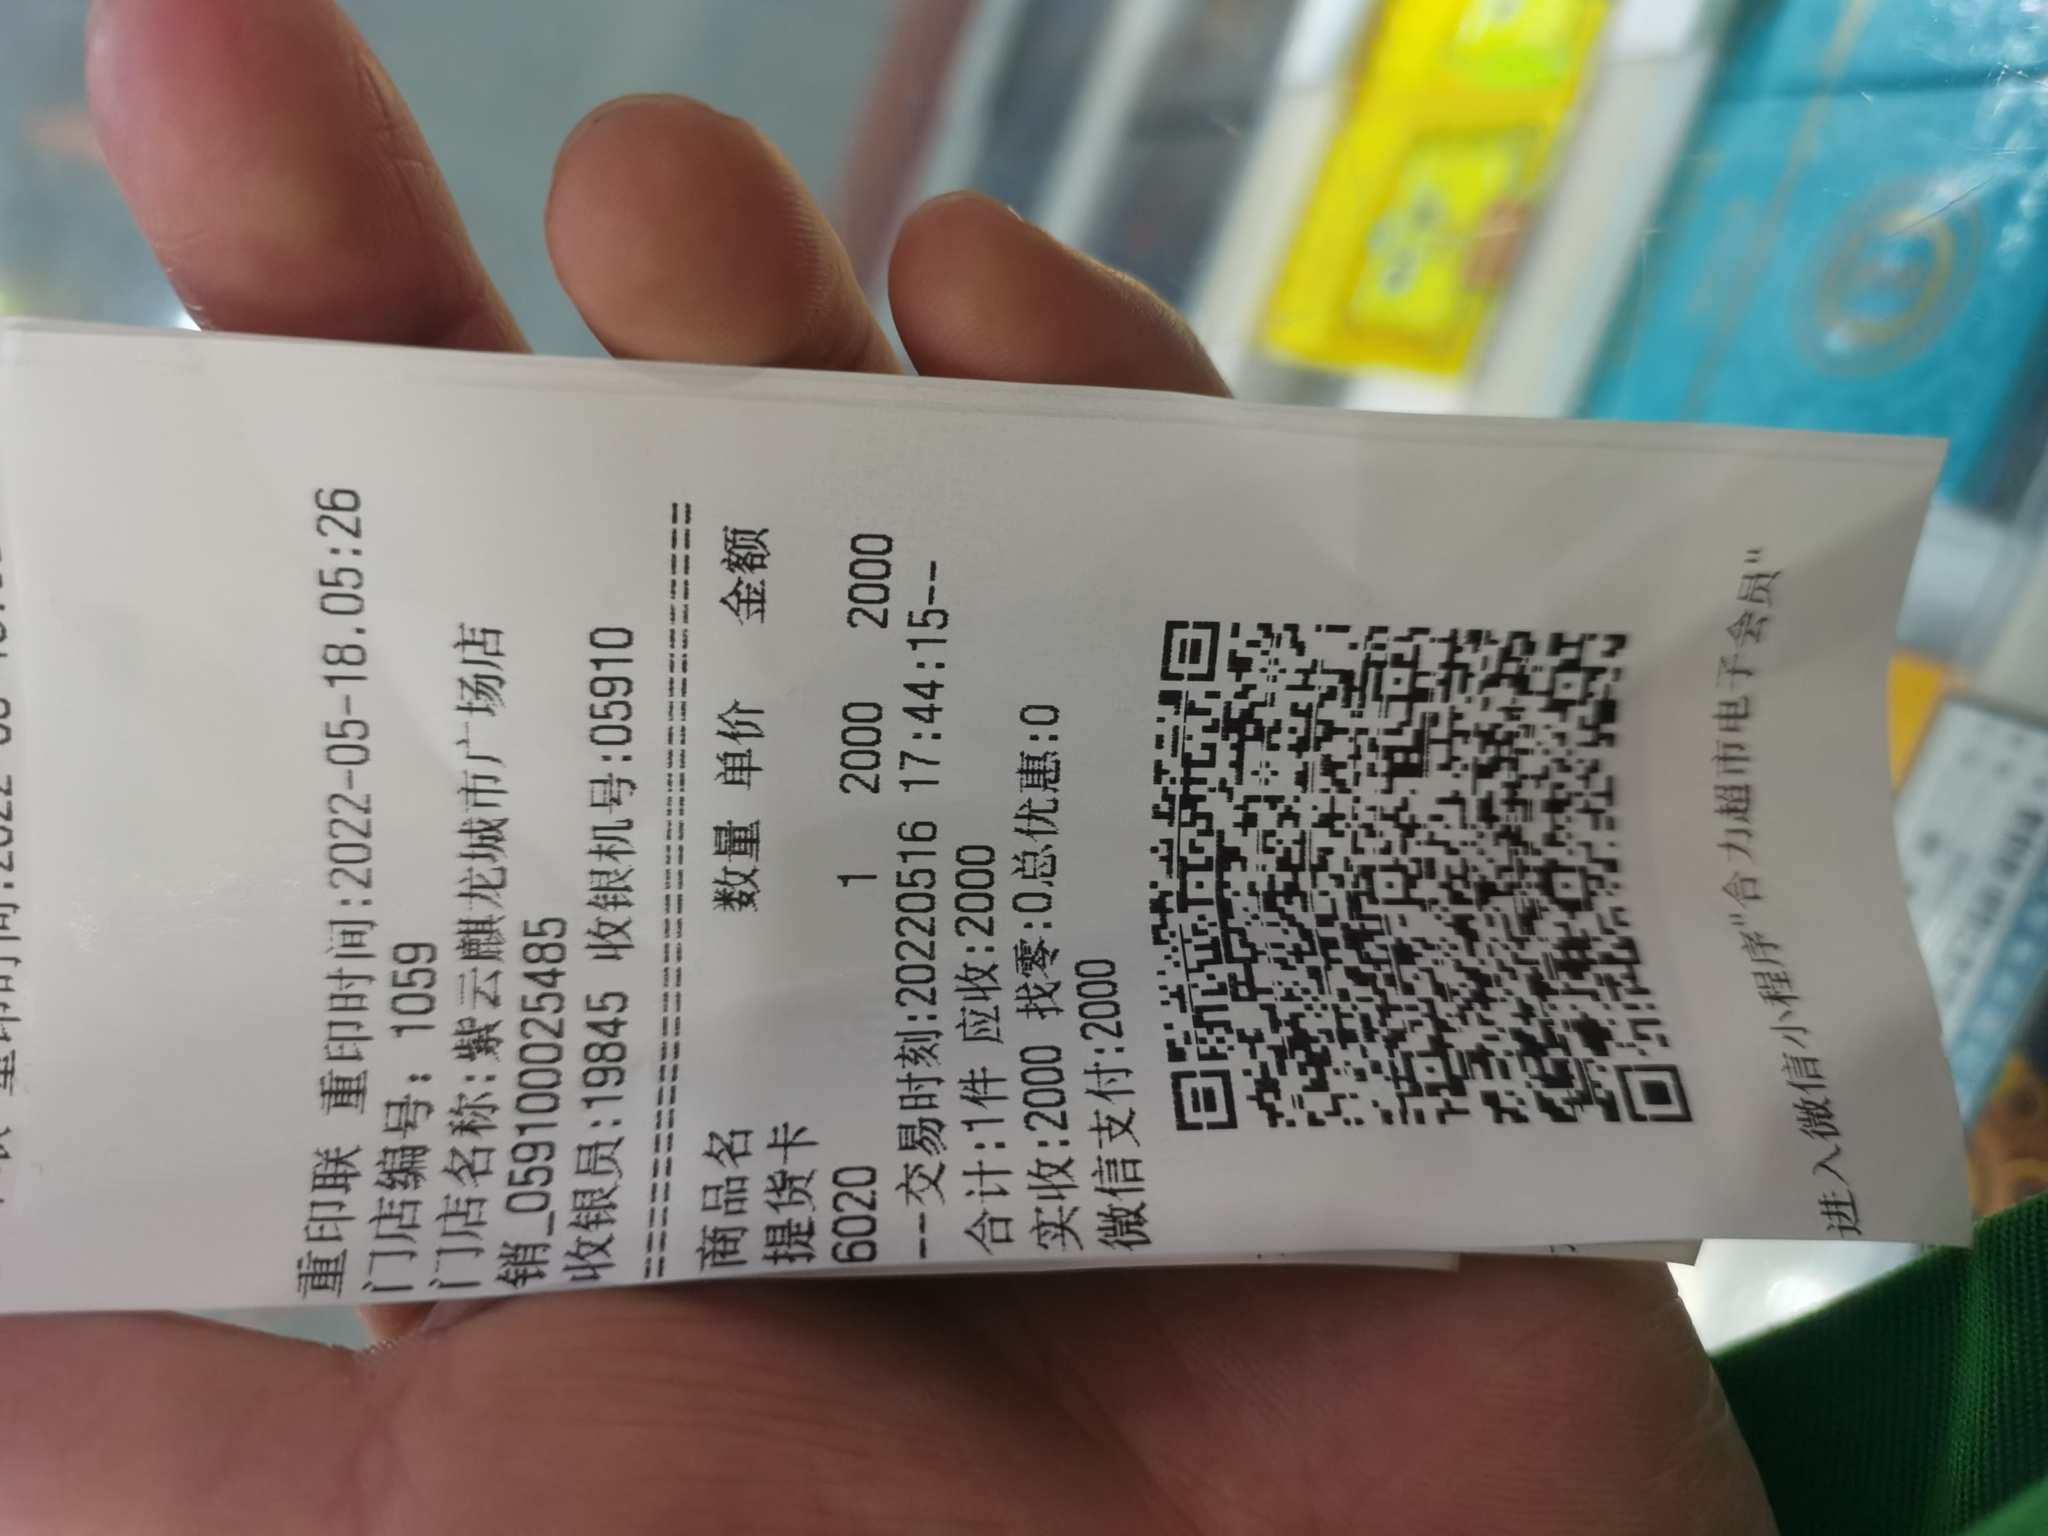 重印联 重印时间:2022-05-18.05:26
门店编号: 1059
门店名称:紫云麒龙城市广场店
销_0591000025485
收银员:19845 收银机号:05910
商品名 数量 单价 金额
提货卡
6020 1 2000 2000
--交易时刻:20220516 17:44:15--
合计:1件 应收:2000
实收:2000 找零:0总优惠:0
微信支付:2000
进入微信小程序"合力超市电子会员"